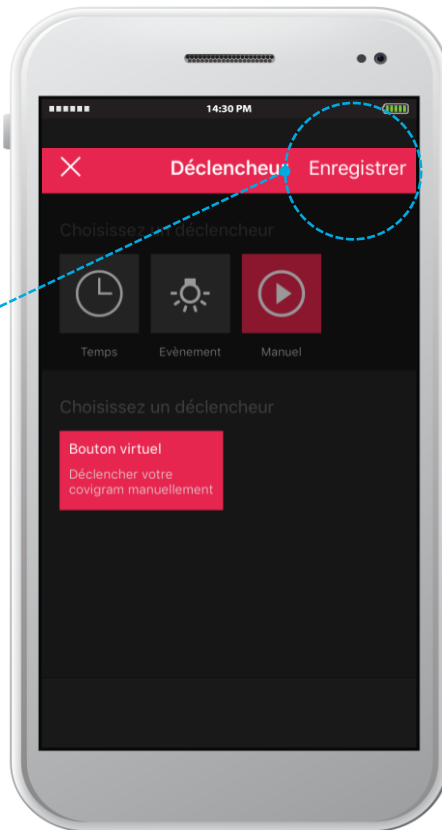 14:30 PM
Déclencheur Enregistrer
Choisissez un déclencheur
Temps Evènement Manuel
Choisissez un déclencheur
Bouton virtuel
Déclencher votre
covigram manuellement